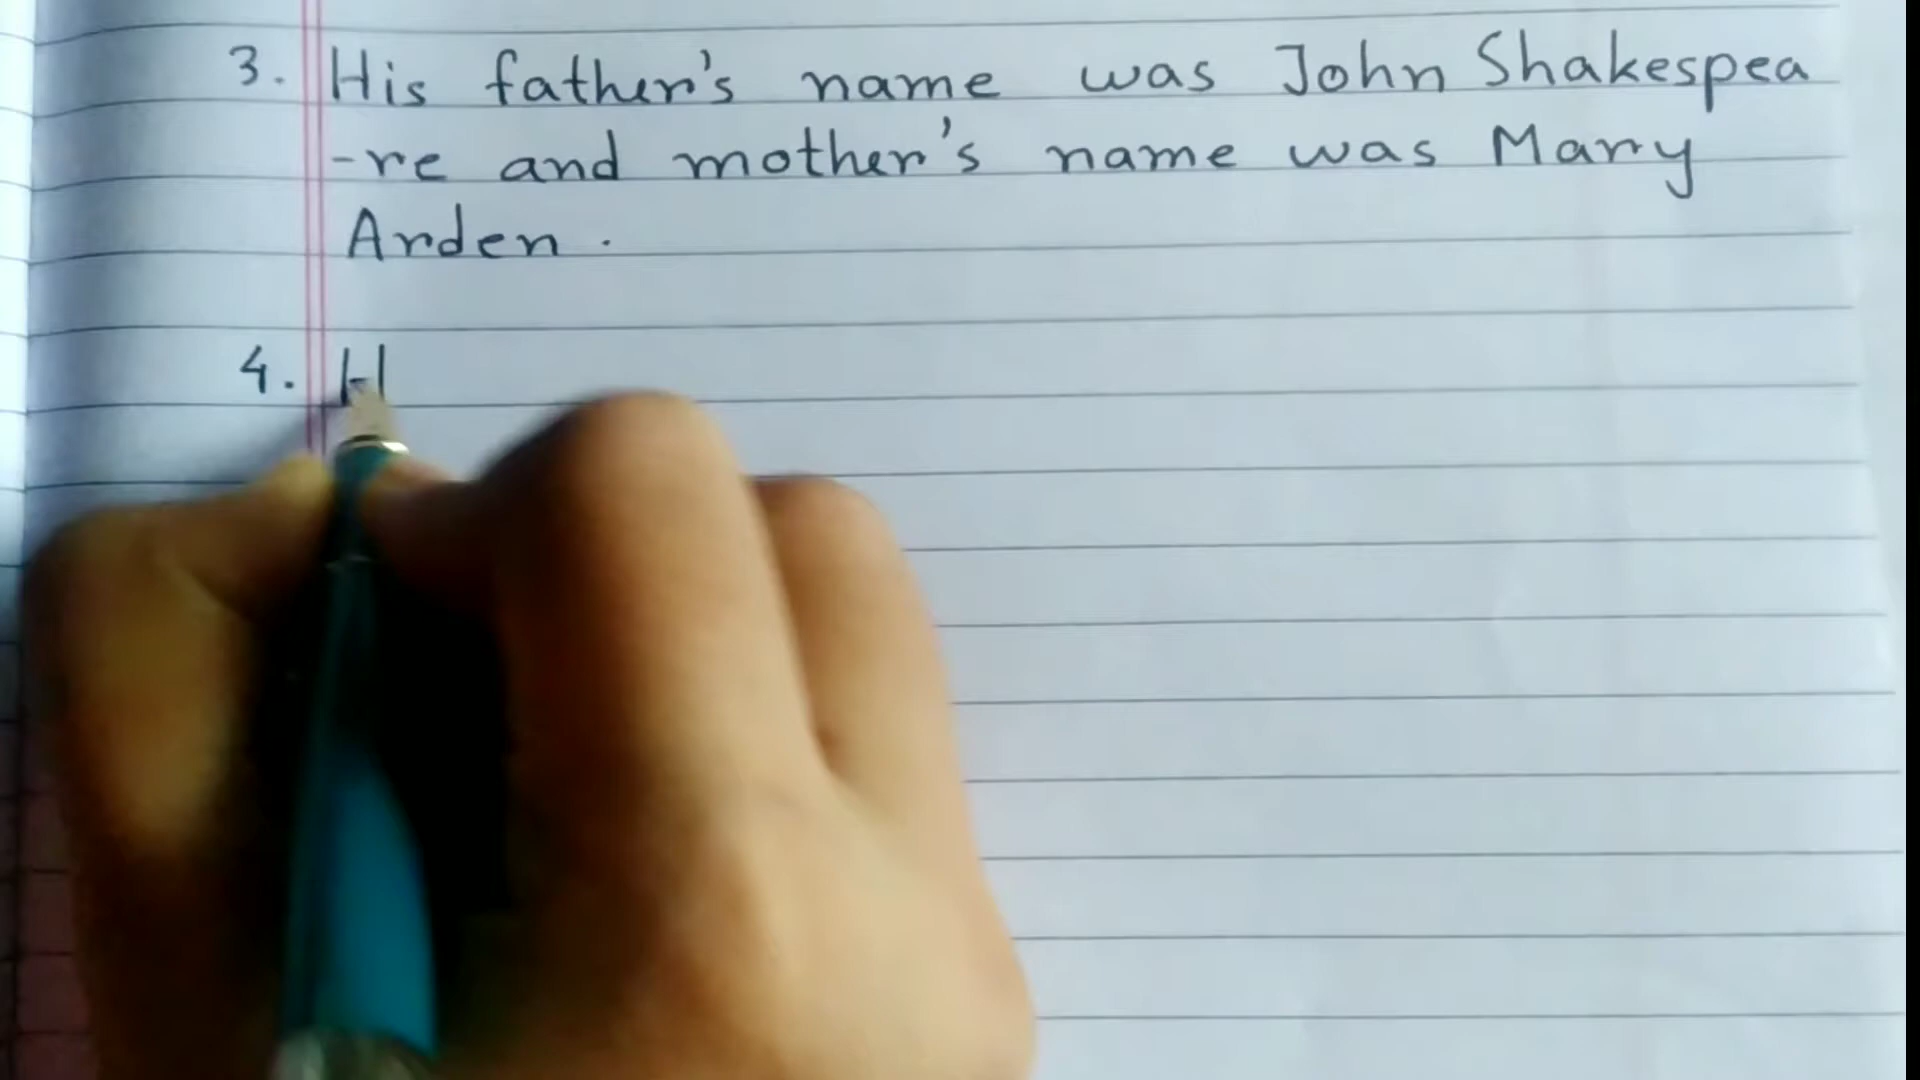 3. His father's name was John Shakespea
-re and mother's name was Mary
Arden.
4. H